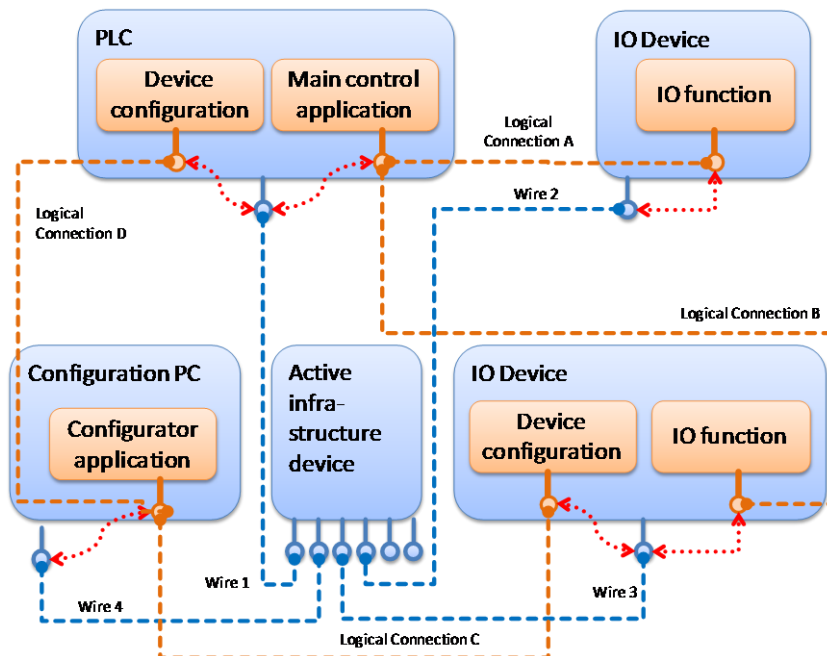 PLC
Device
configuration
Main control
application
IO Device
IO function
Logical
Connection A
Wire 2
Logical
Connection D
Logical Connection B
Configuration PC
Configurator
application
Active
infra-
structure
device
IO Device
Device
configuration
IO function
Wire 1
Wire 4
Wire 3
Logical Connection C